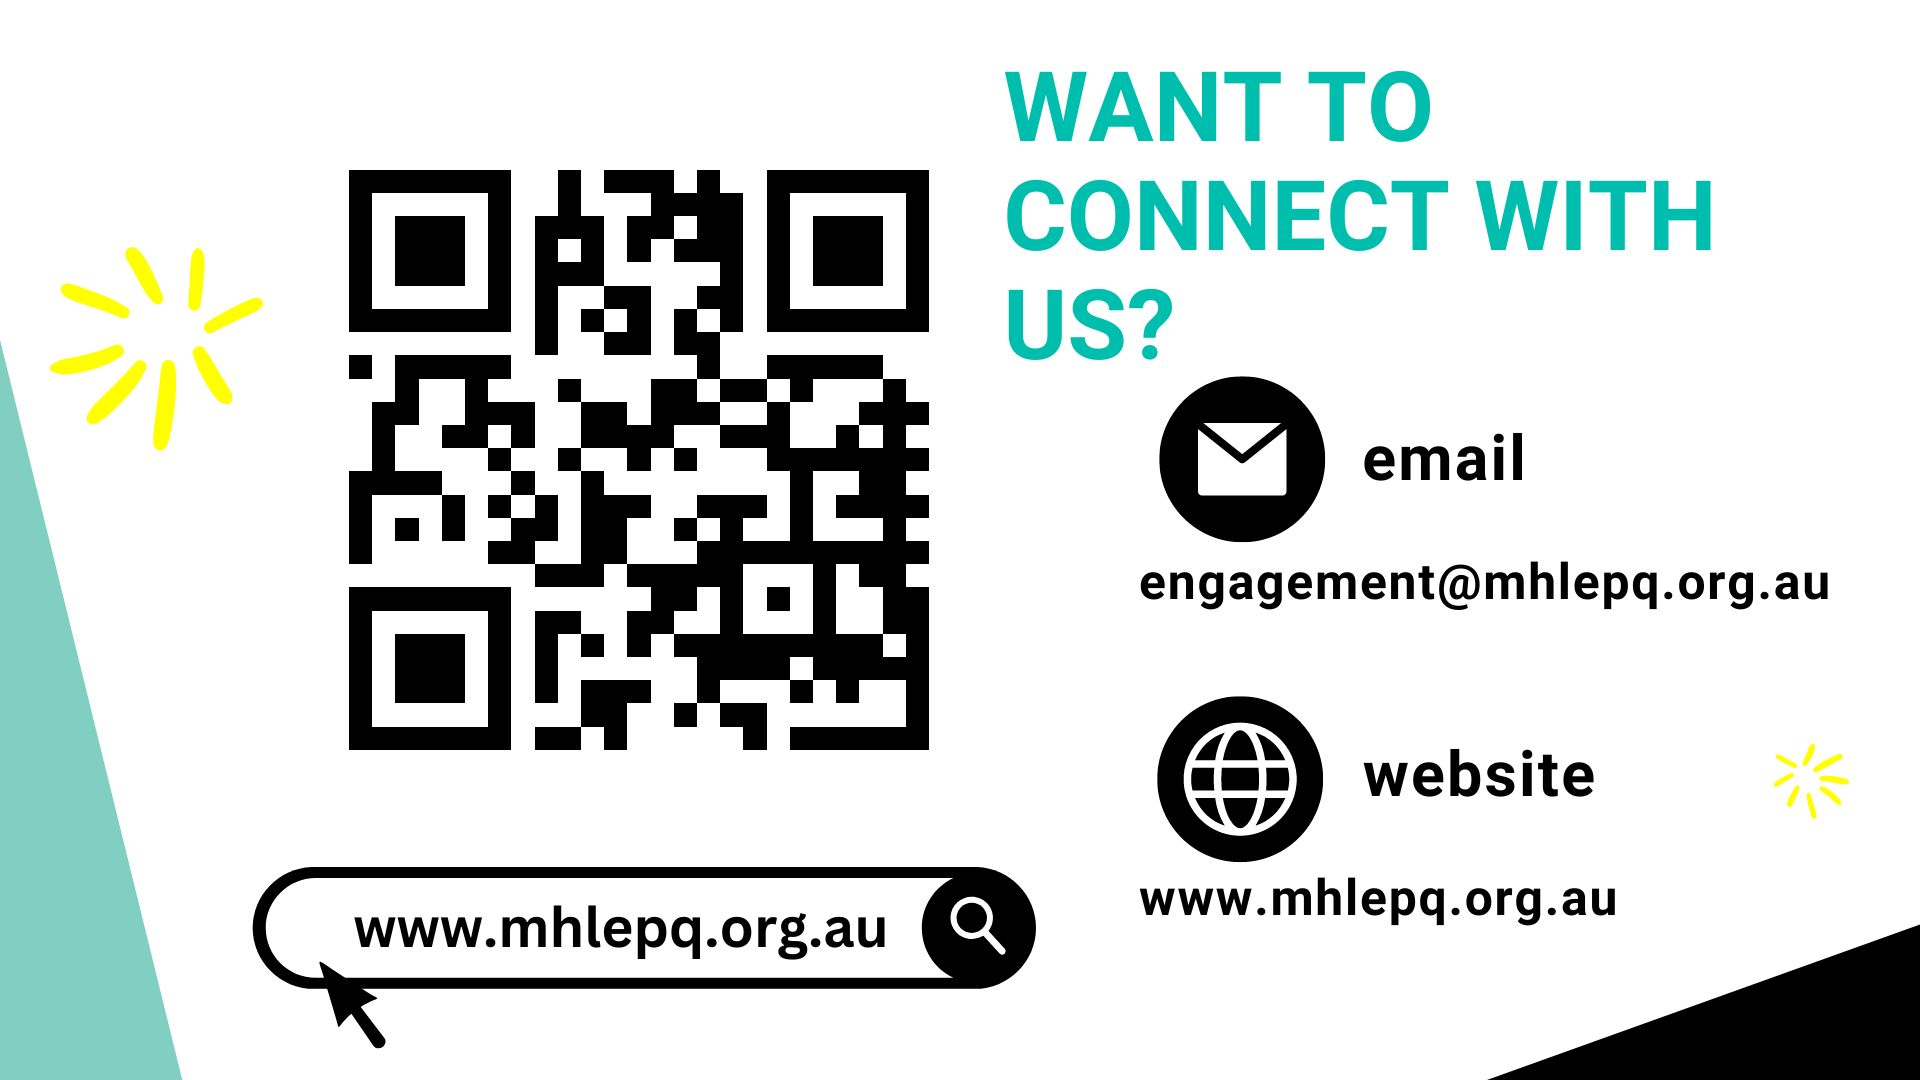 WANT TO
CONNECT WITH
US?
email
engagement@mhlepq.org.au
website
www.mhlepq.org.au
www.mhlepq.org.au